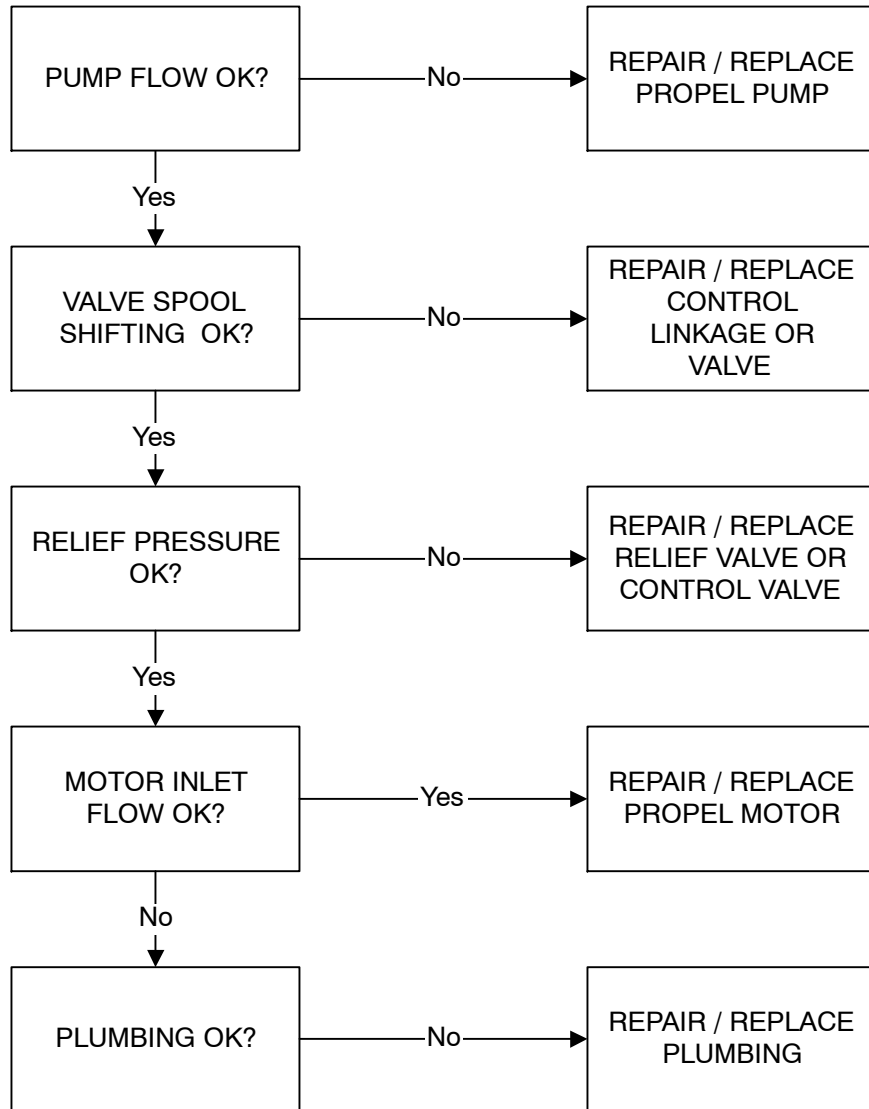 PUMP FLOW OK?
No
REPAIR / REPLACE
PROPEL PUMP
Yes
VALVE SPOOL
SHIFTING OK?
No
REPAIR / REPLACE
CONTROL
LINKAGE OR
VALVE
Yes
RELIEF PRESSURE
OK?
No
REPAIR / REPLACE
RELIEF VALVE OR
CONTROL VALVE
Yes
MOTOR INLET
FLOW OK?
Yes
REPAIR / REPLACE
PROPEL MOTOR
No
PLUMBING OK?
No
REPAIR / REPLACE
PLUMBING